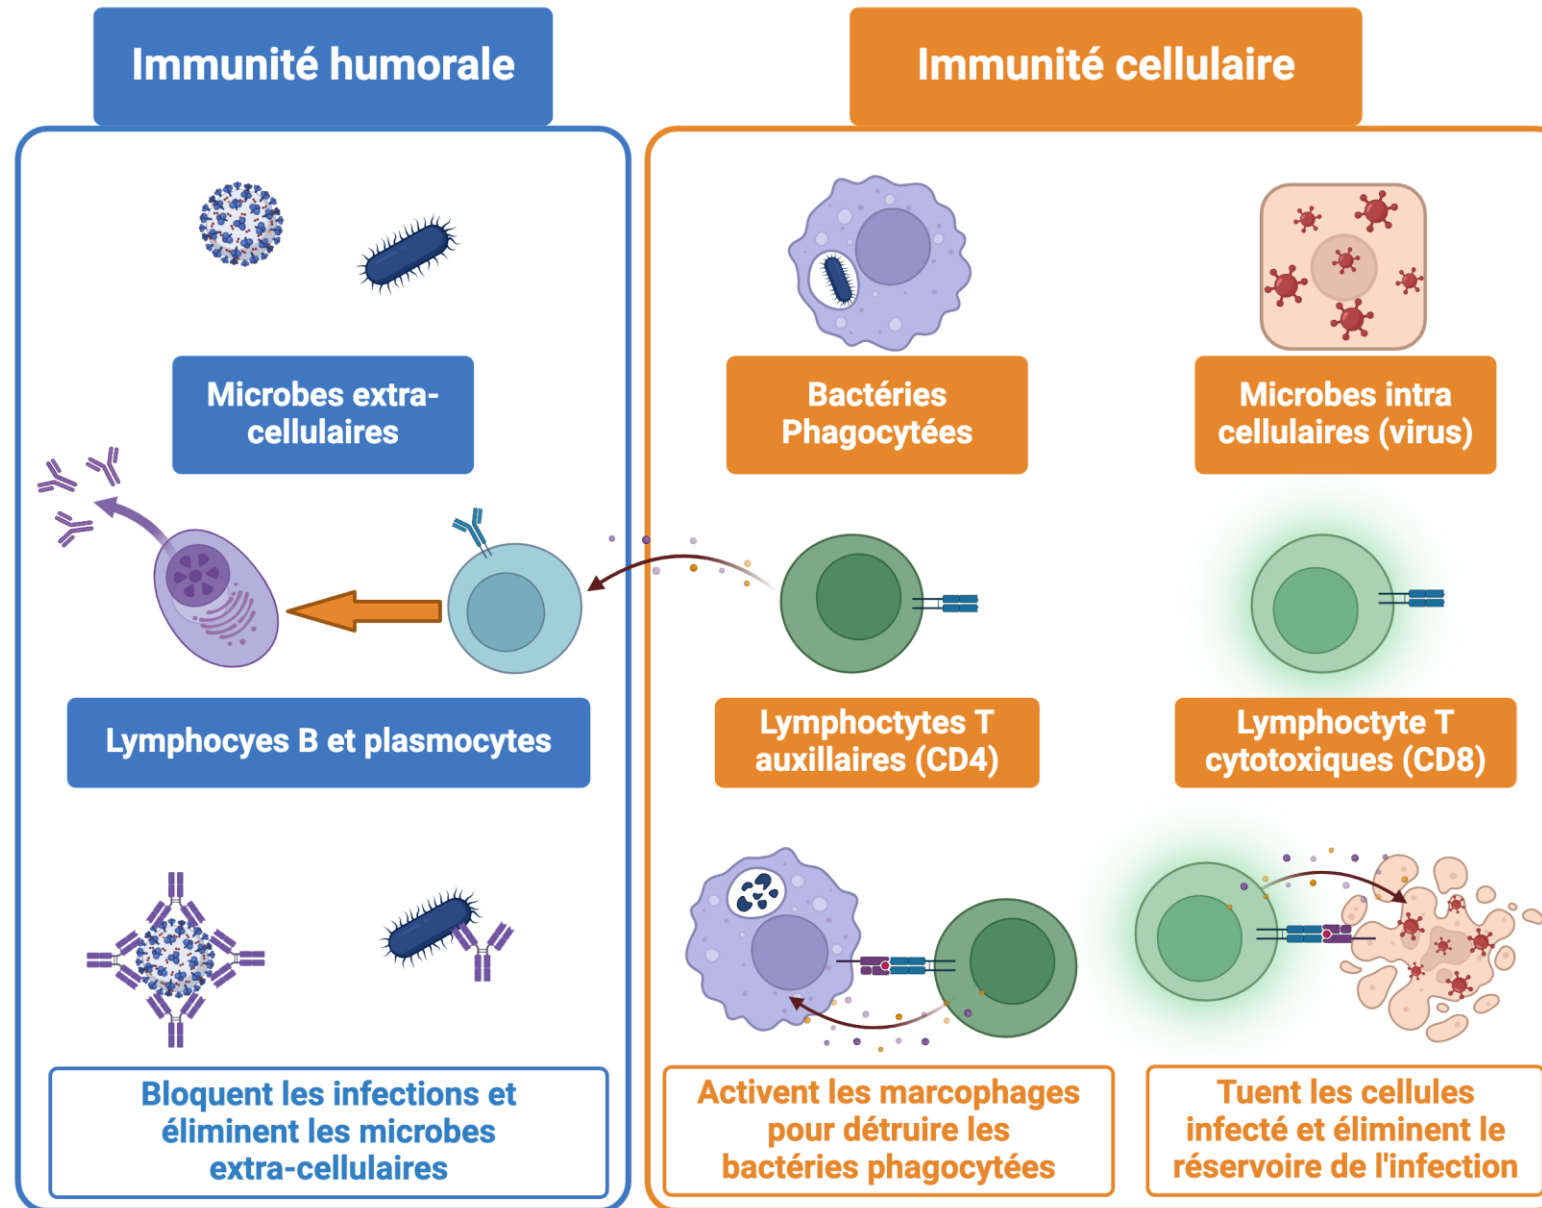 Immunité humorale
Immunité cellulaire
Microbes extra-
cellulaires
Bactéries
Phagocytées
Microbes intra
cellulaires (virus)
Lymphocyes B et plasmocytes
Lymphoctytes T
auxillaires (CD4)
Lymphoctyte T
cytotoxiques (CD8)
Bloquent les infections et
éliminent les microbes
extra-cellulaires
Activent les marcophages
pour détruire les
bactéries phagocytées
Tuent les cellules
infecté et éliminent le
réservoire de l'infection